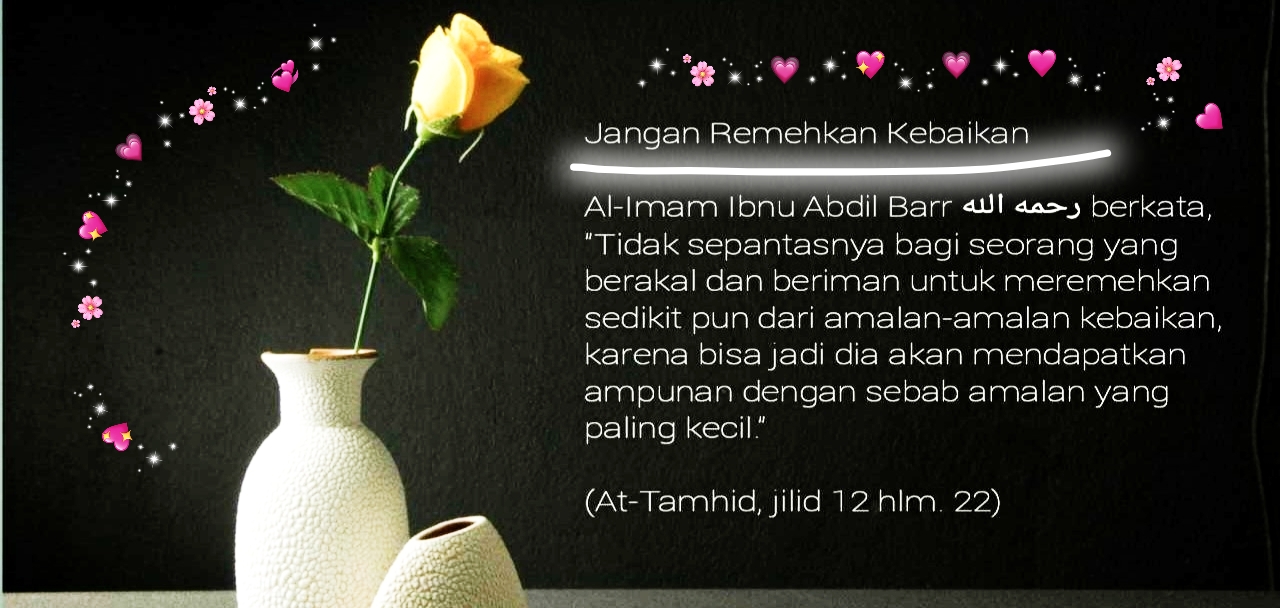 Jangan Remehkan Kebaikan
Al-Imam Ibnu Abdil Barr رحمه الله berkata,
"Tidak sepantasnya bagi seorang yang
berakal dan beriman untuk meremehkan
sedikit pun dari amalan-amalan kebaikan,
karena bisa jadi dia akan mendapatkan
ampunan dengan sebab amalan yang
paling kecil."
(At-Tamhid, jilid 12 hlm. 22)